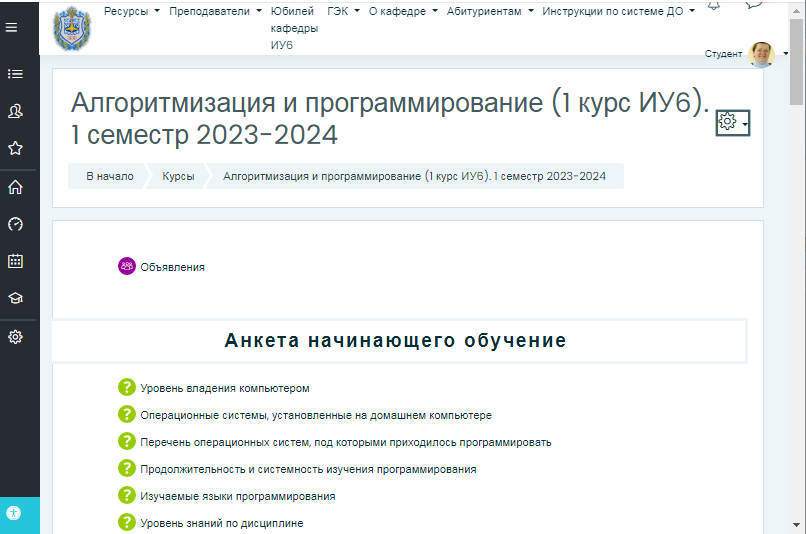 Ресурсы Преподаватели Юбилей кафедры ИУ6 ГЭК О кафедре Абитуриентам Инструкции по системе ДО
Студент
Алгоритмизация и программирование (1 курс ИУ6).
1 семестр 2023-2024
В начало Курсы Алгоритмизация и программирование (1 курс ИУ6). 1 семестр 2023-2024
Объявления
Анкета начинающего обучение
Уровень владения компьютером
Операционные системы, установленные на домашнем компьютере
Перечень операционных систем, под которыми приходилось программировать
Продолжительность и системность изучения программирования
Изучаемые языки программирования
Уровень знаний по дисциплине